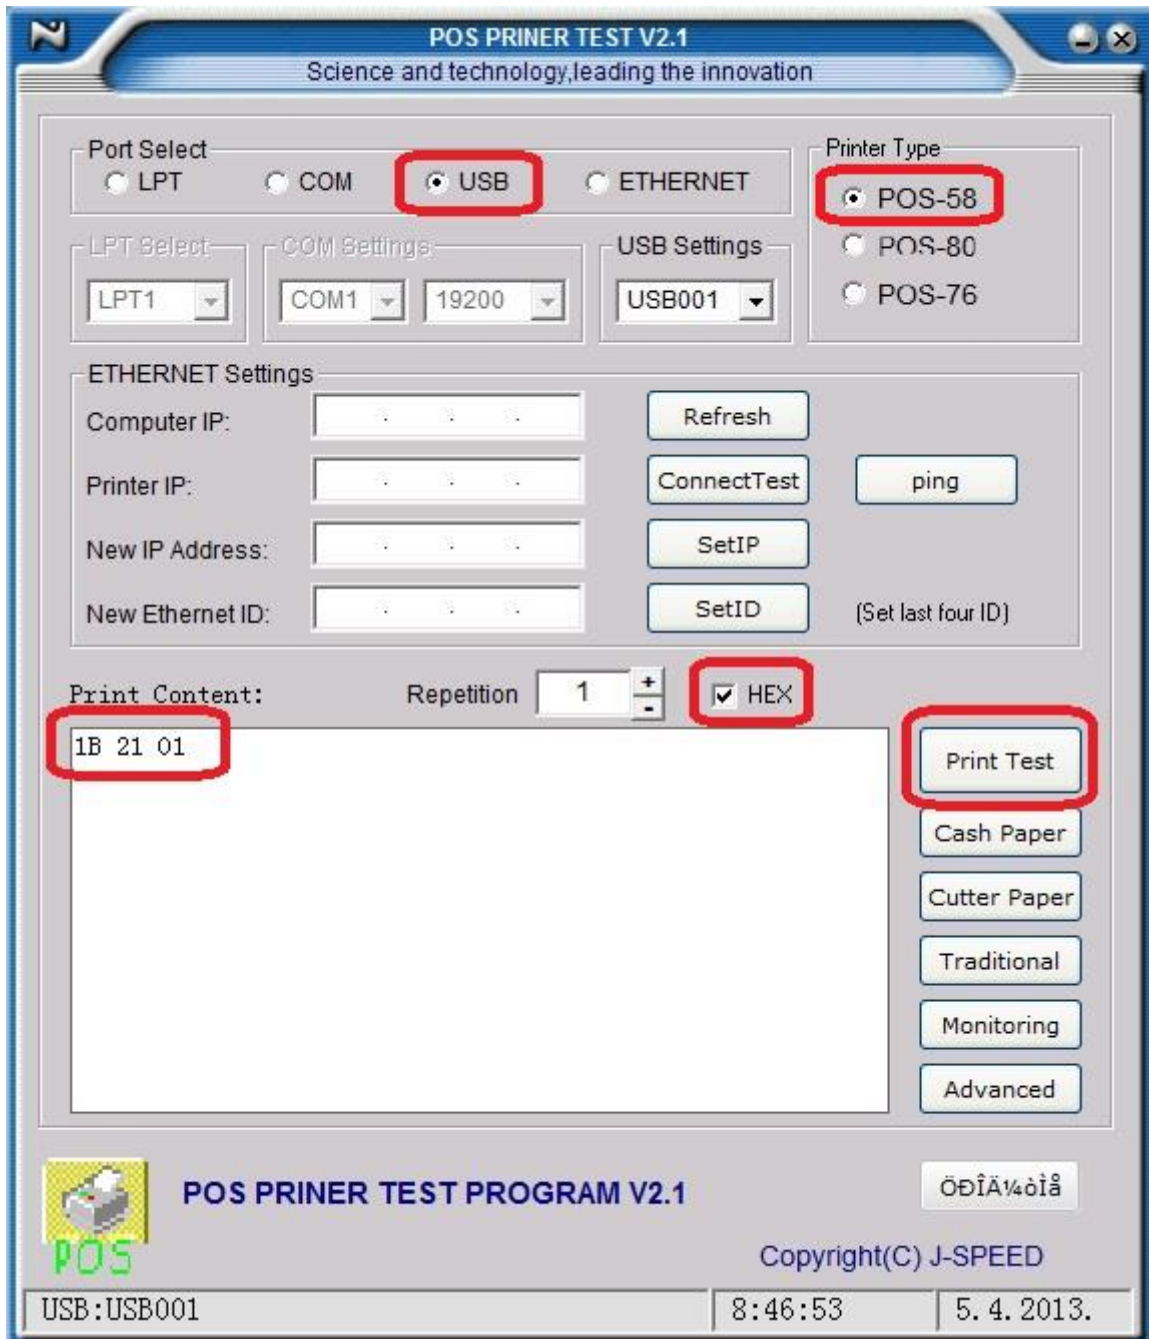 POS PRINER TEST V2.1
Science and technology,leading the innovation
Port Select
LPT COM USB ETHERNET
Printer Type
POS-58
POS-80
POS-76
LPT Select COM Settings USB Settings
LPT1 COM1 19200 USB001
ETHERNET Settings
Computer IP: . . . Refresh
Printer IP: . . . ConnectTest ping
New IP Address: . . . SetIP
New Ethernet ID: . . . SetID (Set last four ID)
Print Content: Repetition 1 + - HEX
1B 21 01
Print Test
Cash Paper
Cutter Paper
Traditional
Monitoring
Advanced
POS
POS PRINER TEST PROGRAM V2.1
ÖÐÎÄ¼òÌå
Copyright(C) J-SPEED
USB:USB001 8:46:53 5.4.2013.